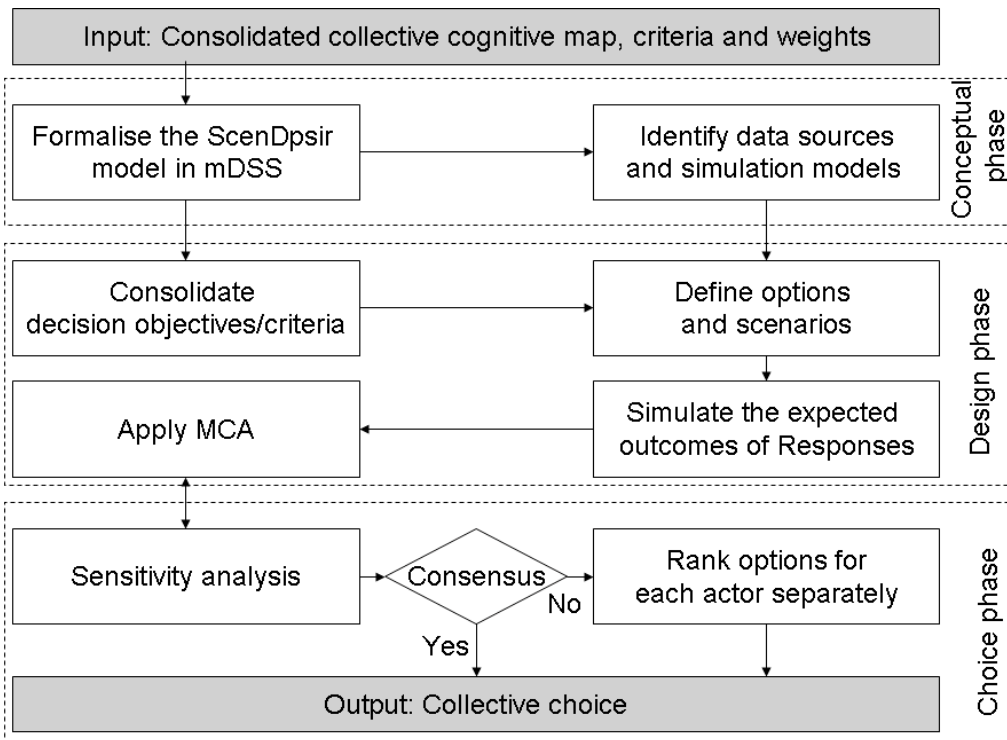 Input: Consolidated collective cognitive map, criteria and weights
Conceptual
phase
Formalise the ScenDpsir
model in mDSS
Identify data sources
and simulation models
Design phase
Consolidate
decision objectives/criteria
Define options
and scenarios
Apply MCA
Simulate the expected
outcomes of Responses
Choice phase
Sensitivity analysis
Consensus
No
Yes
Rank options for
each actor separately
Output: Collective choice